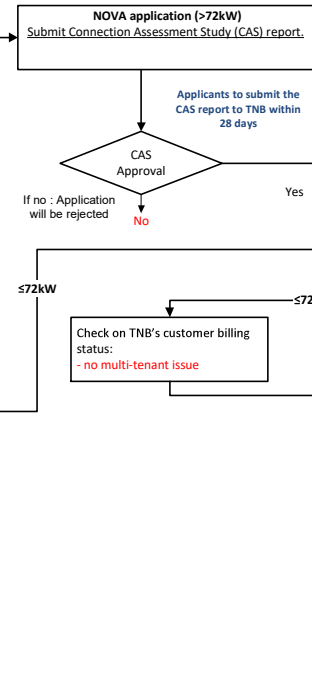 NOVA application (>72kW)
Submit Connection Assessment Study (CAS) report.
Applicants to submit the
CAS report to TNB within
28 days
CAS
Approval
Yes
If no : Application
will be rejected
No
≤72kW
≤72
Check on TNB's customer billing
status:
- no multi-tenant issue